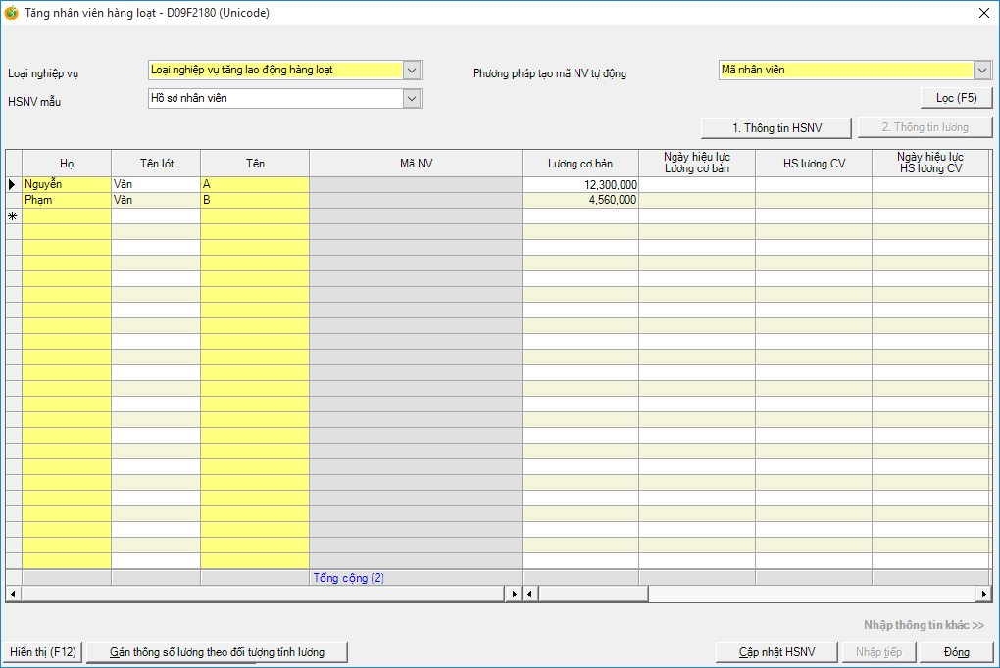 Tăng nhân viên hàng loạt - D09F2180 (Unicode)
Loại nghiệp vụ
Loại nghiệp vụ tăng lao động hàng loạt
Phương pháp tạo mã NV tự động
Mã nhân viên
HSNV mẫu
Hồ sơ nhân viên
Lọc (F5)
1. Thông tin HSNV
2. Thông tin lương
Họ
Tên lót
Tên
Mã NV
Lương cơ bản
Ngày hiệu lực
Lương cơ bản
HS lương CV
Ngày hiệu lực
HS lương CV
Nguyễn Văn A 12,300,000
Phạm Văn B 4,560,000
Tổng cộng (2)
Nhập thông tin khác >>
Hiển thị (F12)
Gán thông số lương theo đối tượng tính lương
Cập nhật HSNV
Nhập tiếp
Đóng